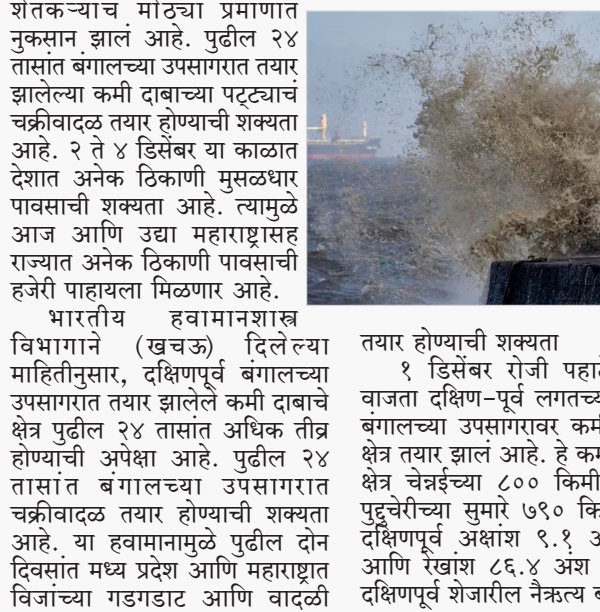 शेतकऱ्याच मोठ्या प्रमाणात
नुकसान झालं आहे. पुढील २४
तासांत बंगालच्या उपसागरात तयार
झालेल्या कमी दाबाच्या पट्ट्याचं
चक्रीवादळ तयार होण्याची शक्यता
आहे. २ ते ४ डिसेंबर या काळात
देशात अनेक ठिकाणी मुसळधार
पावसाची शक्यता आहे. त्यामुळे
आज आणि उद्या महाराष्ट्रासह
राज्यात अनेक ठिकाणी पावसाची
हजेरी पाहायला मिळणार आहे.
भारतीय हवामानशास्त्र
विभागाने (खचऊ) दिलेल्या
माहितीनुसार, दक्षिणपूर्व बंगालच्या
उपसागरात तयार झालेले कमी दाबाचे
क्षेत्र पुढील २४ तासांत अधिक तीव्र
होण्याची अपेक्षा आहे. पुढील २४
तासांत बंगालच्या उपसागरात
चक्रीवादळ तयार होण्याची शक्यता
आहे. या हवामानामुळे पुढील दोन
दिवसांत मध्य प्रदेश आणि महाराष्ट्रात
विजांच्या गडगडाट आणि वादळी
तयार होण्याची शक्यता
१ डिसेंबर रोजी
वाजता दक्षिण-पूर्व
बंगालच्या उपसागरावर
क्षेत्र तयार झालं आहे. हे
क्षेत्र चेन्नईच्या ८०० किमी
पुद्दुचेरीच्या सुमारे ७९०
दक्षिणपूर्व अक्षांश ९.१
आणि रेखांश ८६.४ अंश
दक्षिणपूर्व शेजारील नैऋत्य